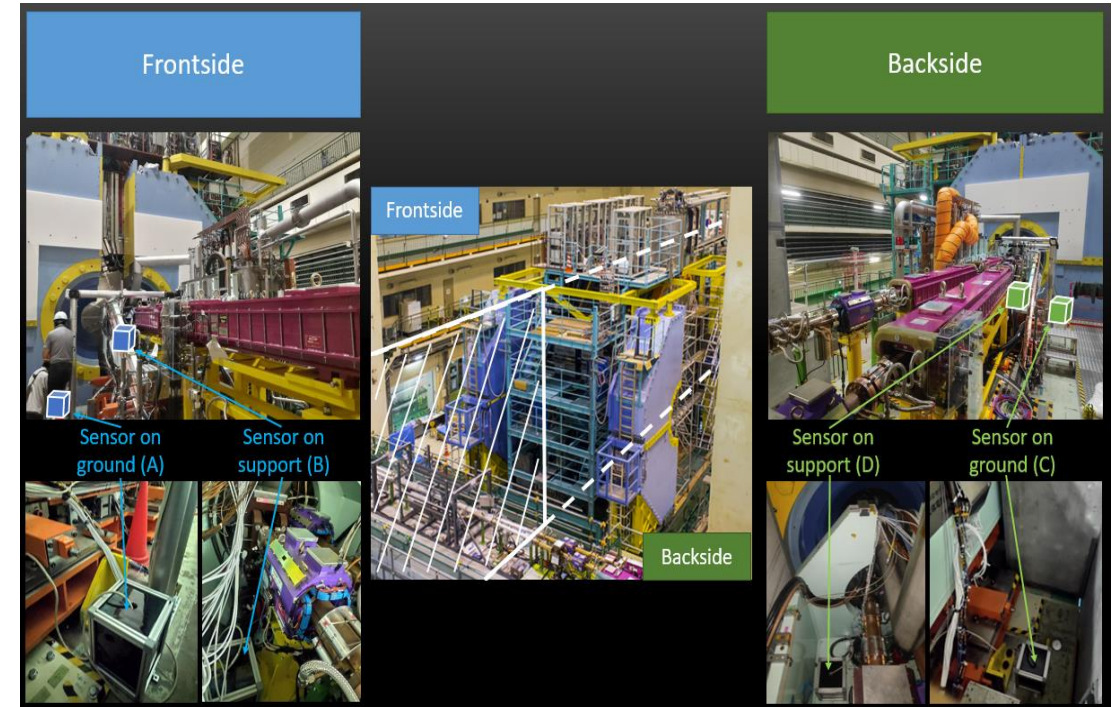 Frontside
Backside
Frontside
Sensor on
ground (A)
Sensor on
support (B)
Sensor on
support (D)
Sensor on
ground (C)
Backside